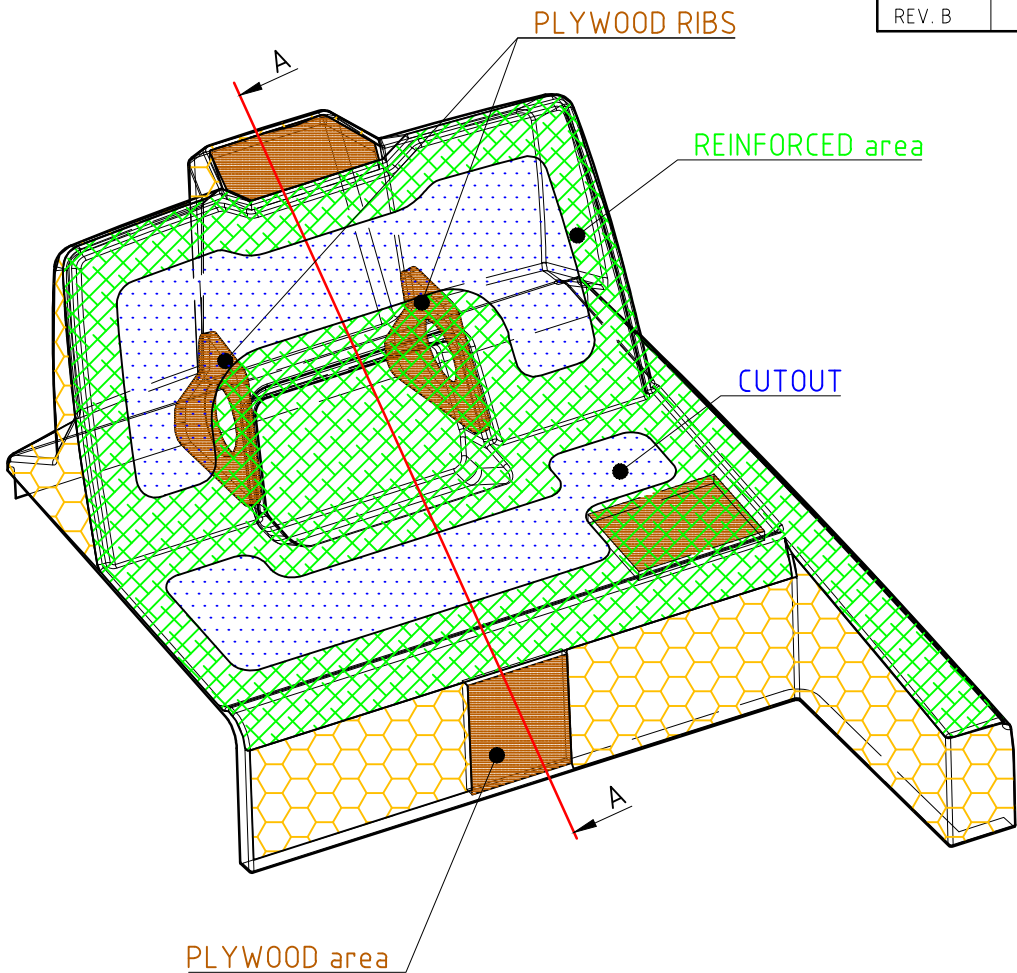 PLYWOOD RIBS
REV. B
A
REINFORCED area
CUTOUT
A
PLYWOOD area